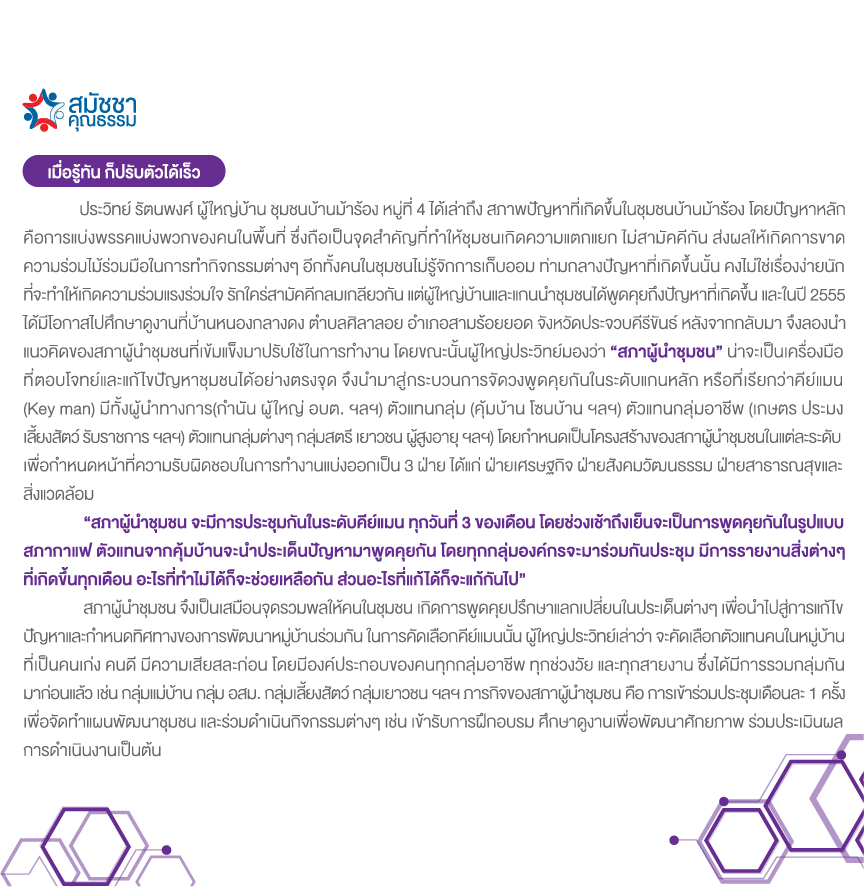 สมัชชา
คุณธรรม
เมื่อรู้ทัน ก็ปรับตัวได้เร็ว
ประวิทย์ รัตนพงศ์ ผู้ใหญ่บ้าน ชุมชนบ้านม้าร้อง หมู่ที่ 4 ได้เล่าถึง สภาพปัญหาที่เกิดขึ้นในชุมชนบ้านม้าร้อง โดยปัญหาหลัก
คือการแบ่งพรรคแบ่งพวกของคนในพื้นที่ ซึ่งถือเป็นจุดสำคัญที่ทำให้ชุมชนเกิดความแตกแยก ไม่สามัคคีกัน ส่งผลให้เกิดการขาด
ความร่วมไม้ร่วมมือในการทำกิจกรรมต่างๆ อีกทั้งคนในชุมชนไม่รู้จักการเก็บออม ท่ามกลางปัญหาที่เกิดขึ้นนั้น คงไม่ใช่เรื่องง่ายนัก
ที่จะทำให้เกิดความร่วมแรงร่วมใจ รักใคร่สามัคคีกลมเกลียวกัน แต่ผู้ใหญ่บ้านและแกนนำชุมชนได้พูดคุยถึงปัญหาที่เกิดขึ้น และในปี 2555
ได้มีโอกาสไปศึกษาดูงานที่บ้านหนองกลางดง ตำบลศิลาลอย อำเภอสามร้อยยอด จังหวัดประจวบคีรีขันธ์ หลังจากกลับมา จึงลองนำ
แนวคิดของสภาผู้นำชุมชนที่เข้มแข็งมาปรับใช้ในการทำงาน โดยขณะนั้นผู้ใหญ่ประวิทย์มองว่า “สภาผู้นำชุมชน” น่าจะเป็นเครื่องมือ
ที่ตอบโจทย์และแก้ไขปัญหาชุมชนได้อย่างตรงจุด จึงนำมาสู่กระบวนการจัดวงพูดคุยกันในระดับแกนหลัก หรือที่เรียกว่าคีย์แมน
(Key man) มีทั้งผู้นำทางการ(กำนัน ผู้ใหญ่ อบต. ฯลฯ) ตัวแทนกลุ่ม (คุ้มบ้าน โซนบ้าน ฯลฯ) ตัวแทนกลุ่มอาชีพ (เกษตร ประมง
เลี้ยงสัตว์ รับราชการ ฯลฯ) ตัวแทนกลุ่มต่างๆ กลุ่มสตรี เยาวชน ผู้สูงอายุ ฯลฯ) โดยกำหนดเป็นโครงสร้างของสภาผู้นำชุมชนในแต่ละระดับ
เพื่อกำหนดหน้าที่ความรับผิดชอบในการทำงานแบ่งออกเป็น 3 ฝ่าย ได้แก่ ฝ่ายเศรษฐกิจ ฝ่ายสังคมวัฒนธรรม ฝ่ายสาธารณสุขและ
สิ่งแวดล้อม
“สภาผู้นำชุมชน จะมีการประชุมกันในระดับคีย์แมน ทุกวันที่ 3 ของเดือน โดยช่วงเช้าถึงเย็นจะเป็นการพูดคุยกันในรูปแบบ
สภากาแฟ ตัวแทนจากคุ้มบ้านจะนำประเด็นปัญหามาพูดคุยกัน โดยทุกกลุ่มองค์กรจะมาร่วมกันประชุม มีการรายงานสิ่งต่างๆ
ที่เกิดขึ้นทุกเดือน อะไรที่ทำไม่ได้ก็จะช่วยเหลือกัน ส่วนอะไรที่แก้ได้ก็จะแก้กันไป”
สภาผู้นำชุมชน จึงเป็นเสมือนจุดรวมพลให้คนในชุมชน เกิดการพูดคุยปรึกษาแลกเปลี่ยนในประเด็นต่างๆ เพื่อนำไปสู่การแก้ไข
ปัญหาและกำหนดทิศทางของการพัฒนาหมู่บ้านร่วมกัน ในการคัดเลือกคีย์แมนนั้น ผู้ใหญ่ประวิทย์เล่าว่า จะคัดเลือกตัวแทนคนในหมู่บ้าน
ที่เป็นคนเก่ง คนดี มีความเสียสละก่อน โดยมีองค์ประกอบของคนทุกกลุ่มอาชีพ ทุกช่วงวัย และทุกสายงาน ซึ่งได้มีการรวมกลุ่มกัน
มาก่อนแล้ว เช่น กลุ่มแม่บ้าน กลุ่ม อสม. กลุ่มเลี้ยงสัตว์ กลุ่มเยาวชน ฯลฯ ภารกิจของสภาผู้นำชุมชน คือ การเข้าร่วมประชุมเดือนละ 1 ครั้ง
เพื่อจัดทำแผนพัฒนาชุมชน และร่วมดำเนินกิจกรรมต่างๆ เช่น เข้ารับการฝึกอบรม ศึกษาดูงานเพื่อพัฒนาศักยภาพ ร่วมประเมินผล
การดำเนินงานเป็นต้น